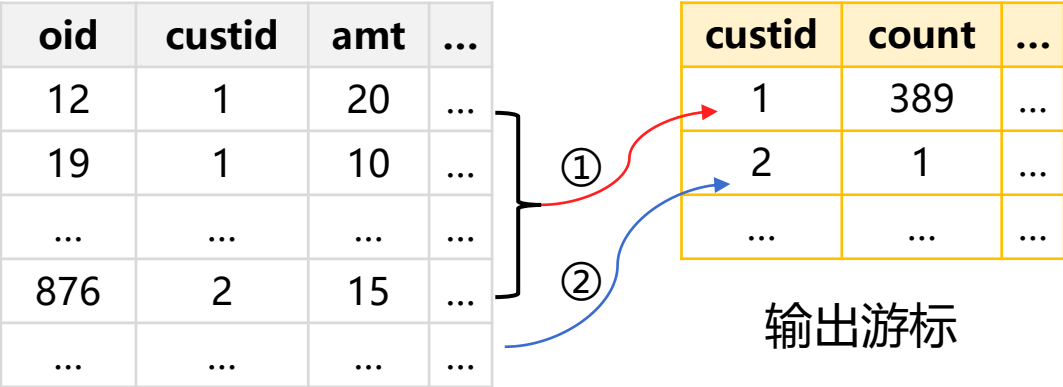 oid custid amt ...
12 1 20 ...
19 1 10 ...
... ... ... ...
876 2 15 ...
... ... ... ...
①
②
custid count ...
1 389 ...
2 1 ...
... ... ...
输出游标